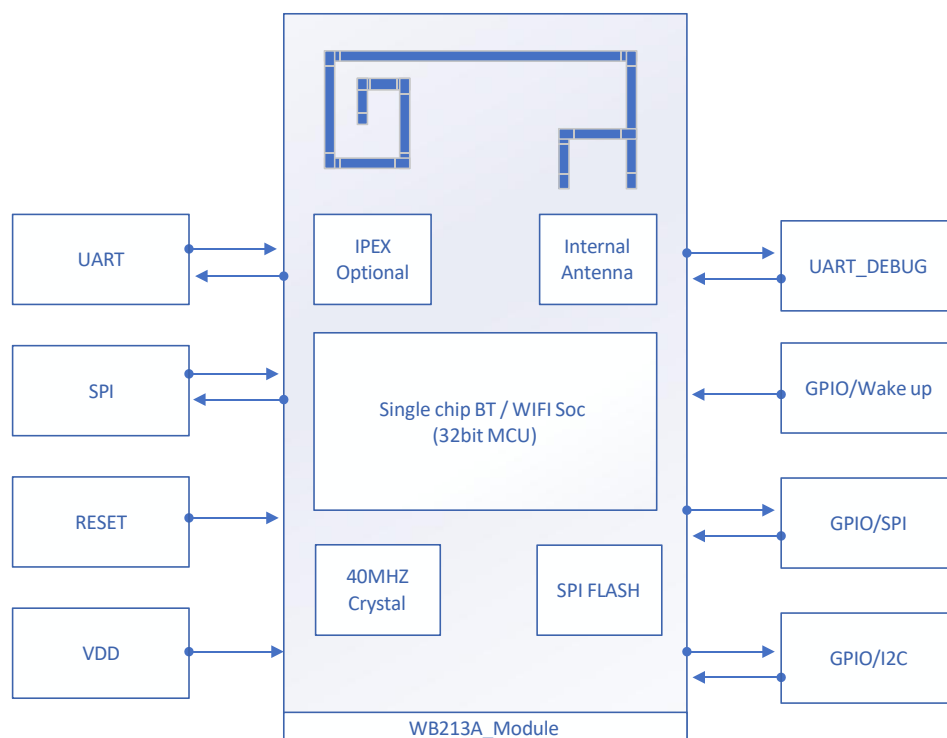 UART
SPI
RESET
VDD
IPEX
Optional
Internal
Antenna
Single chip BT / WIFI Soc
(32bit MCU)
40MHZ
Crystal
SPI FLASH
WB213A_Module
UART_DEBUG
GPIO/Wake up
GPIO/SPI
GPIO/I2C